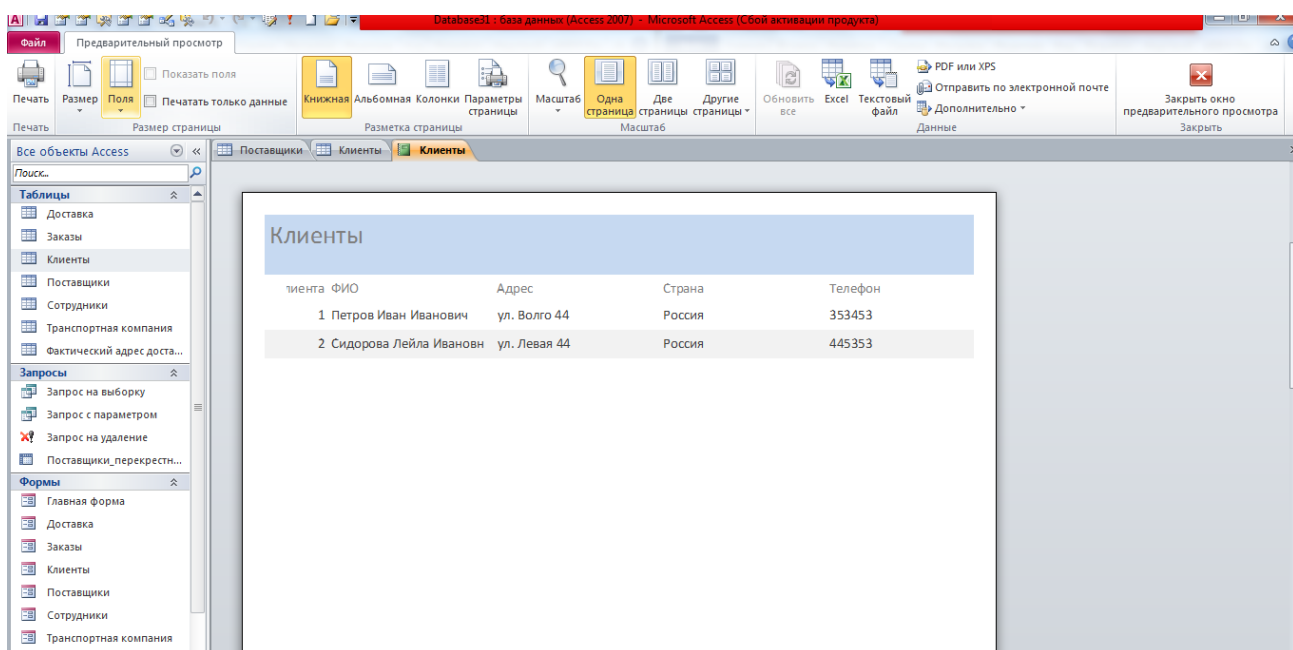 Database31 : база данных (Access 2007) - Microsoft Access (Сбой активации продукта)
Файл Предварительный просмотр
Печать Размер Поля Показать поля Печатать только данные Книжная Альбомная Колонки Параметры страницы Масштаб Одна страница Две страницы Другие страницы Обновить все Excel Текстовый файл PDF или XPS Отправить по электронной почте Дополнительно Закрыть окно предварительного просмотра
Печать Размер страницы Разметка страницы Масштаб Данные Закрыть
Все объекты Access
Поставщики Клиенты Клиенты
Поиск...
Таблицы
Доставка
Заказы
Клиенты
Поставщики
Сотрудники
Транспортная компания
Фактический адрес доста...
Запросы
Запрос на выборку
Запрос с параметром
Запрос на удаление
Поставщики_перекрестн...
Формы
Главная форма
Доставка
Заказы
Клиенты
Поставщики
Сотрудники
Транспортная компания
Клиенты
иента ФИО Адрес Страна Телефон
1 Петров Иван Иванович ул. Волго 44 Россия 353453
2 Сидорова Лейла Ивановн ул. Левая 44 Россия 445353